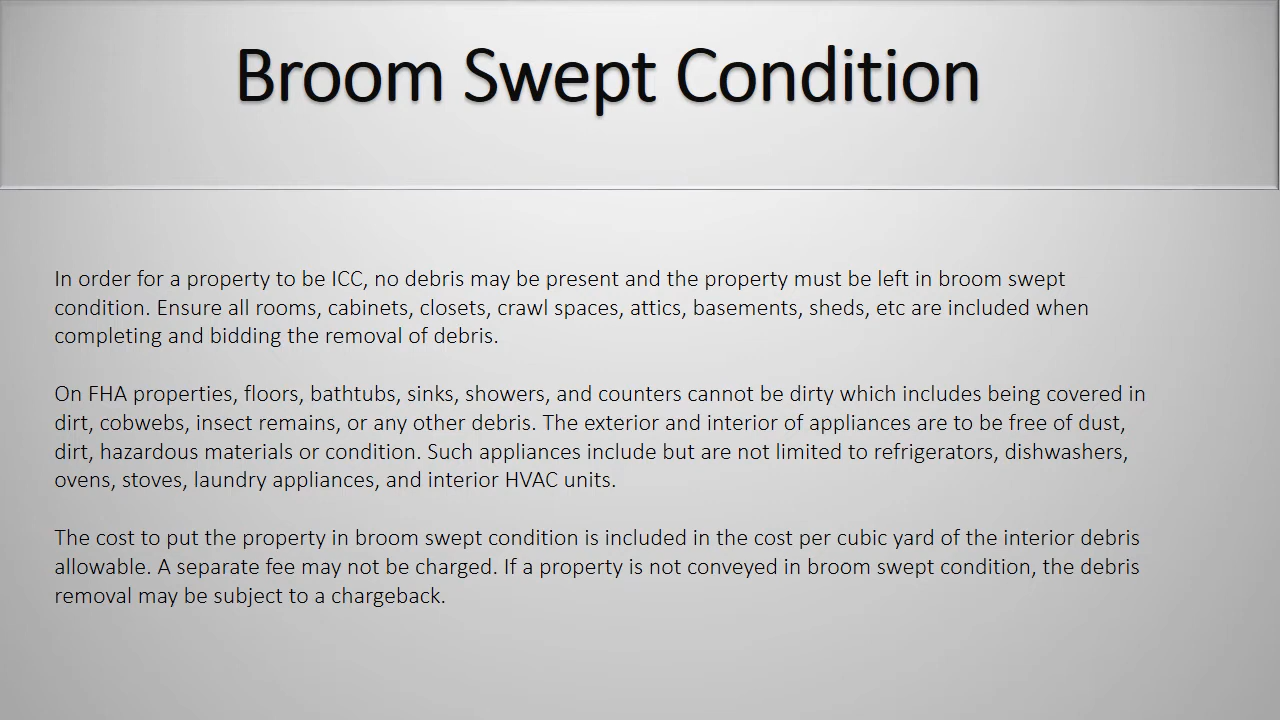 Broom Swept Condition
In order for a property to be ICC, no debris may be present and the property must be left in broom swept
condition. Ensure all rooms, cabinets, closets, crawl spaces, attics, basements, sheds, etc are included when
completing and bidding the removal of debris.
On FHA properties, floors, bathtubs, sinks, showers, and counters cannot be dirty which includes being covered in
dirt, cobwebs, insect remains, or any other debris. The exterior and interior of appliances are to be free of dust,
dirt, hazardous materials or condition. Such appliances include but are not limited to refrigerators, dishwashers,
ovens, stoves, laundry appliances, and interior HVAC units.
The cost to put the property in broom swept condition is included in the cost per cubic yard of the interior debris
allowable. A separate fee may not be charged. If a property is not conveyed in broom swept condition, the debris
removal may be subject to a chargeback.